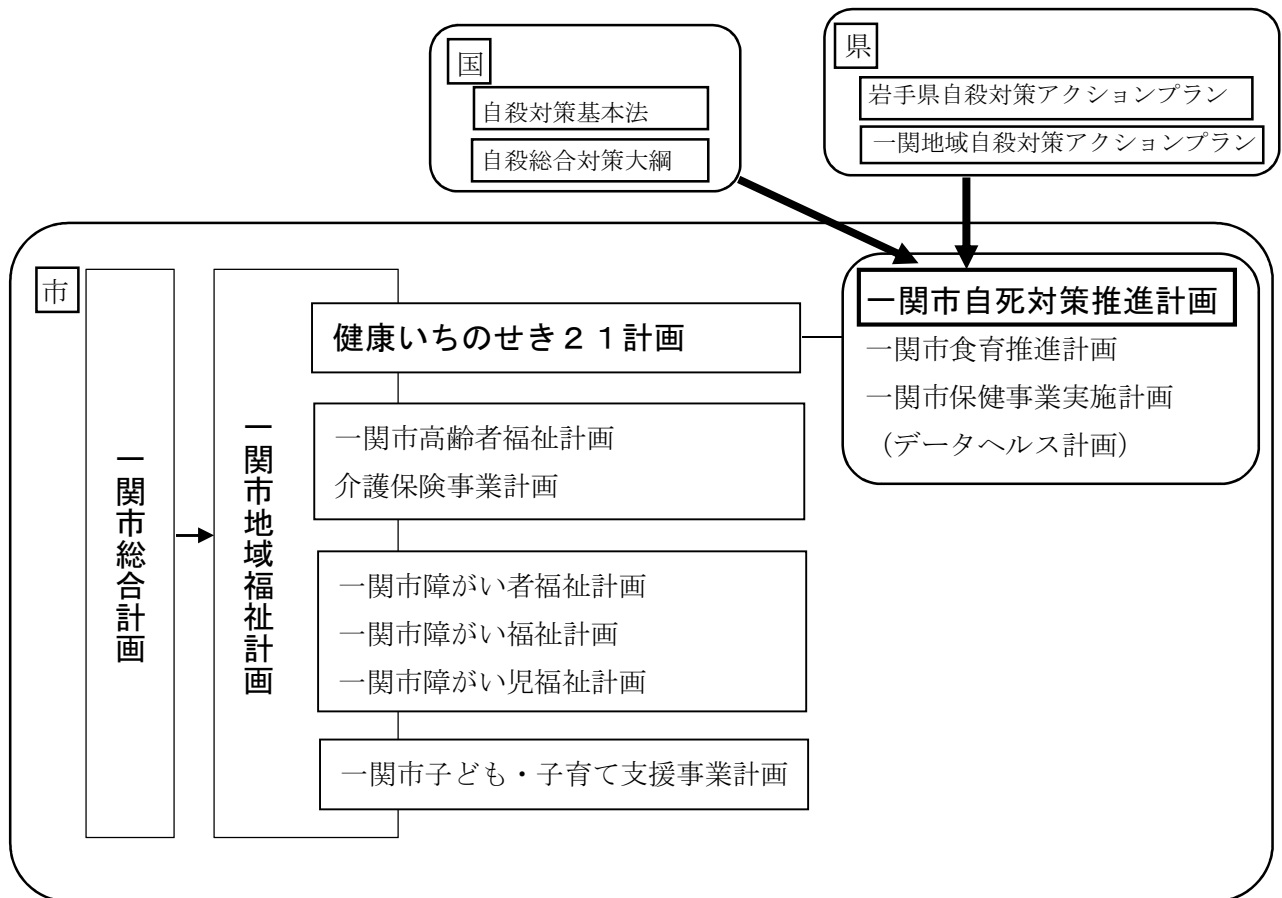 国
自殺対策基本法
自殺総合対策大綱
県
岩手県自殺対策アクションプラン
一関地域自殺対策アクションプラン
市
一関市総合計画
一関市地域福祉計画
健康いちのせき２１計画
一関市高齢者福祉計画
介護保険事業計画
一関市障がい者福祉計画
一関市障がい福祉計画
一関市障がい児福祉計画
一関市子ども・子育て支援事業計画
一関市自死対策推進計画
一関市食育推進計画
一関市保健事業実施計画
（データヘルス計画）